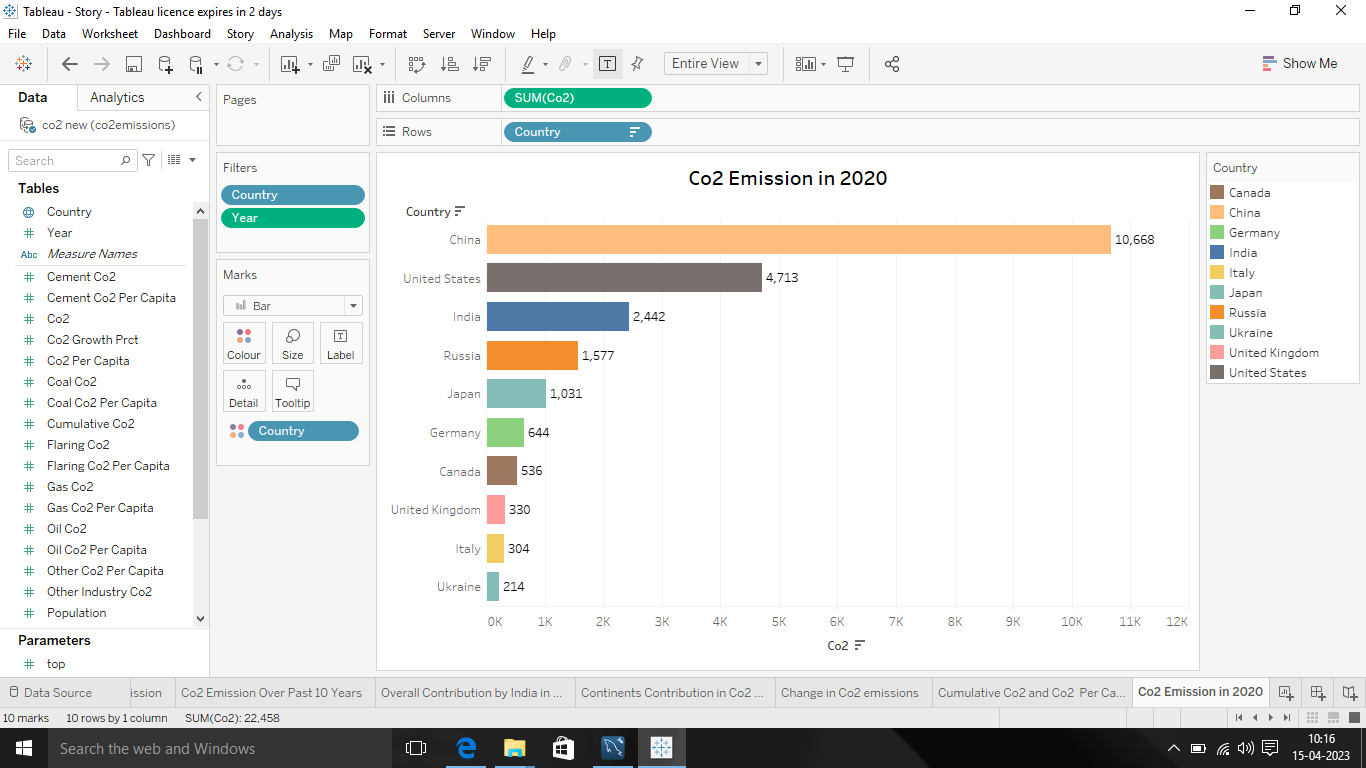 Tableau - Story - Tableau licence expires in 2 days
File Data Worksheet Dashboard Story Analysis Map Format Server Window Help
Entire View
Show Me
Data Analytics
co2 new (co2emissions)
Search
Tables
Country
Year
Abc Measure Names
Cement Co2
Cement Co2 Per Capita
Co2
Co2 Growth Prct
Co2 Per Capita
Coal Co2
Coal Co2 Per Capita
Cumulative Co2
Flaring Co2
Flaring Co2 Per Capita
Gas Co2
Gas Co2 Per Capita
Oil Co2
Oil Co2 Per Capita
Other Co2 Per Capita
Other Industry Co2
Population
Parameters
top
Pages
Filters
Country
Year
Marks
Bar
Colour Size Label
Detail Tooltip
Country
Columns SUM(Co2)
Rows Country
Co2 Emission in 2020
Country
China 10,668
United States 4,713
India 2,442
Russia 1,577
Japan 1,031
Germany 644
Canada 536
United Kingdom 330
Italy 304
Ukraine 214
0K 1K 2K 3K 4K 5K 6K 7K 8K 9K 10K 11K 12K
Co2
Country
Canada
China
Germany
India
Italy
Japan
Russia
Ukraine
United Kingdom
United States
Data Source ission Co2 Emission Over Past 10 Years Overall Contribution by India in ... Continents Contribution in Co2 ... Change in Co2 emissions Cumulative Co2 and Co2 Per Ca... Co2 Emission in 2020
10 marks 10 rows by 1 column SUM(Co2): 22,458
Search the web and Windows
10:16
15-04-2023